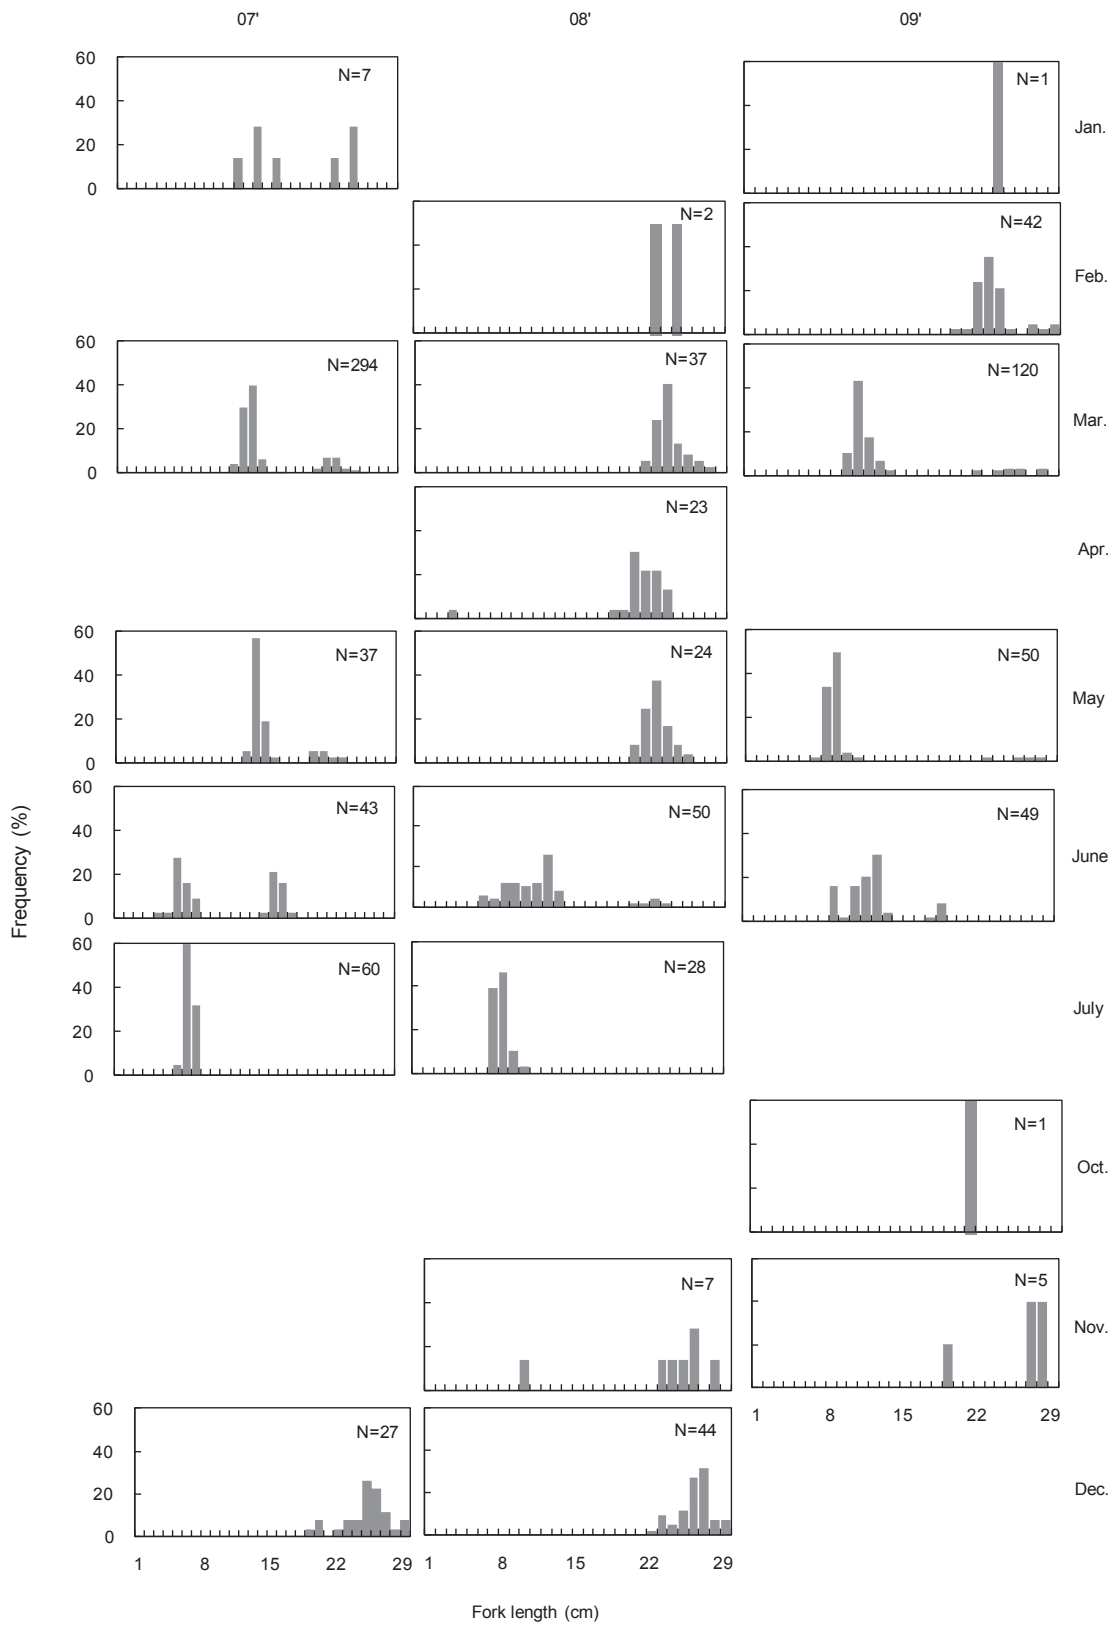 07' 08' 09'
60
40
20
0
N=7
N=1
Jan.
N=2
N=42
Feb.
60
40
20
0
N=294
N=37
N=120
Mar.
N=23
Apr.
60
40
20
0
N=37
N=24
N=50
May
60
40
20
0
N=43
N=50
N=49
June
Frequency (%)
60
40
20
0
N=60
N=28
July
N=1
Oct.
N=7
N=5
Nov.
1 8 15 22 29
60
40
20
0
N=27
N=44
Dec.
1 8 15 22 29
1 8 15 22 29
Fork length (cm)